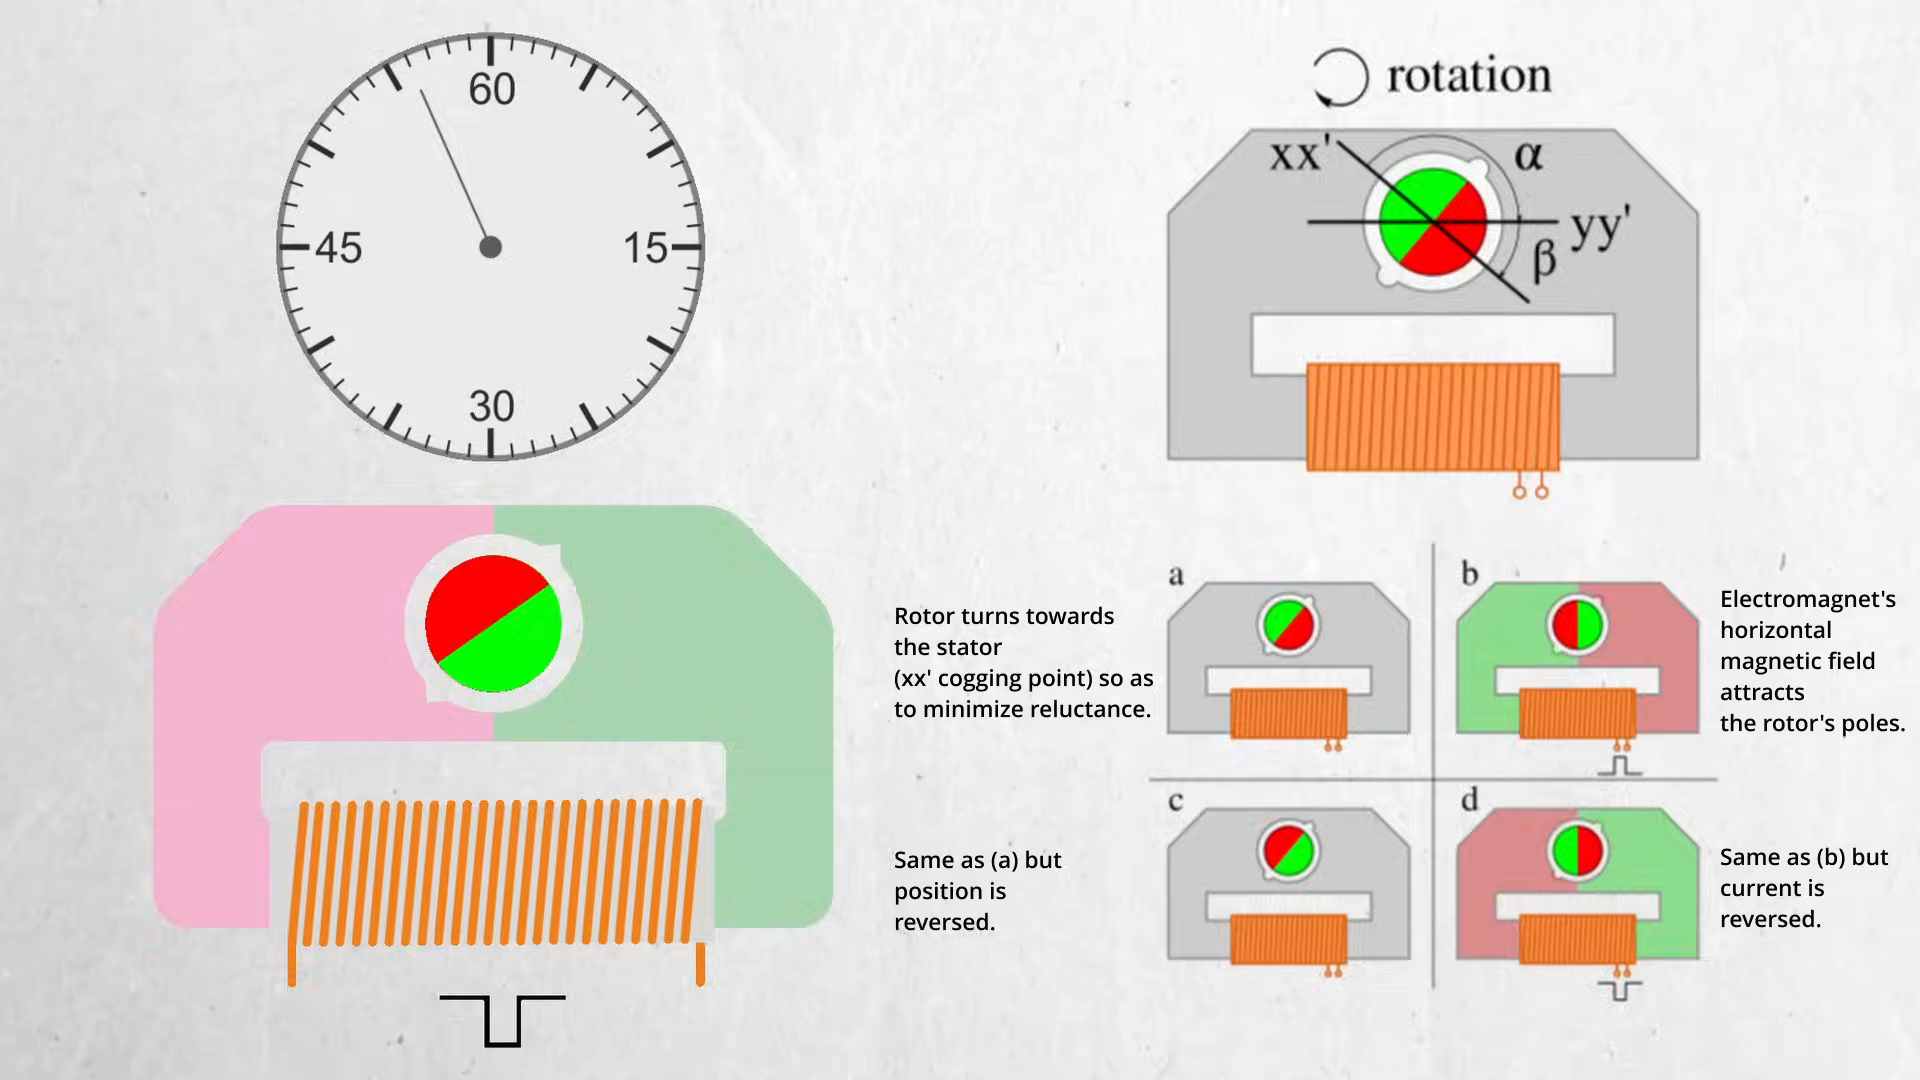 60
45
15
30
rotation
xx'
α
yy'
β
Rotor turns towards
the stator
(xx' cogging point) so as
to minimize reluctance.
a
b
Electromagnet's
horizontal
magnetic field
attracts
the rotor's poles.
Same as (a) but
position is
reversed.
c
d
Same as (b) but
current is
reversed.